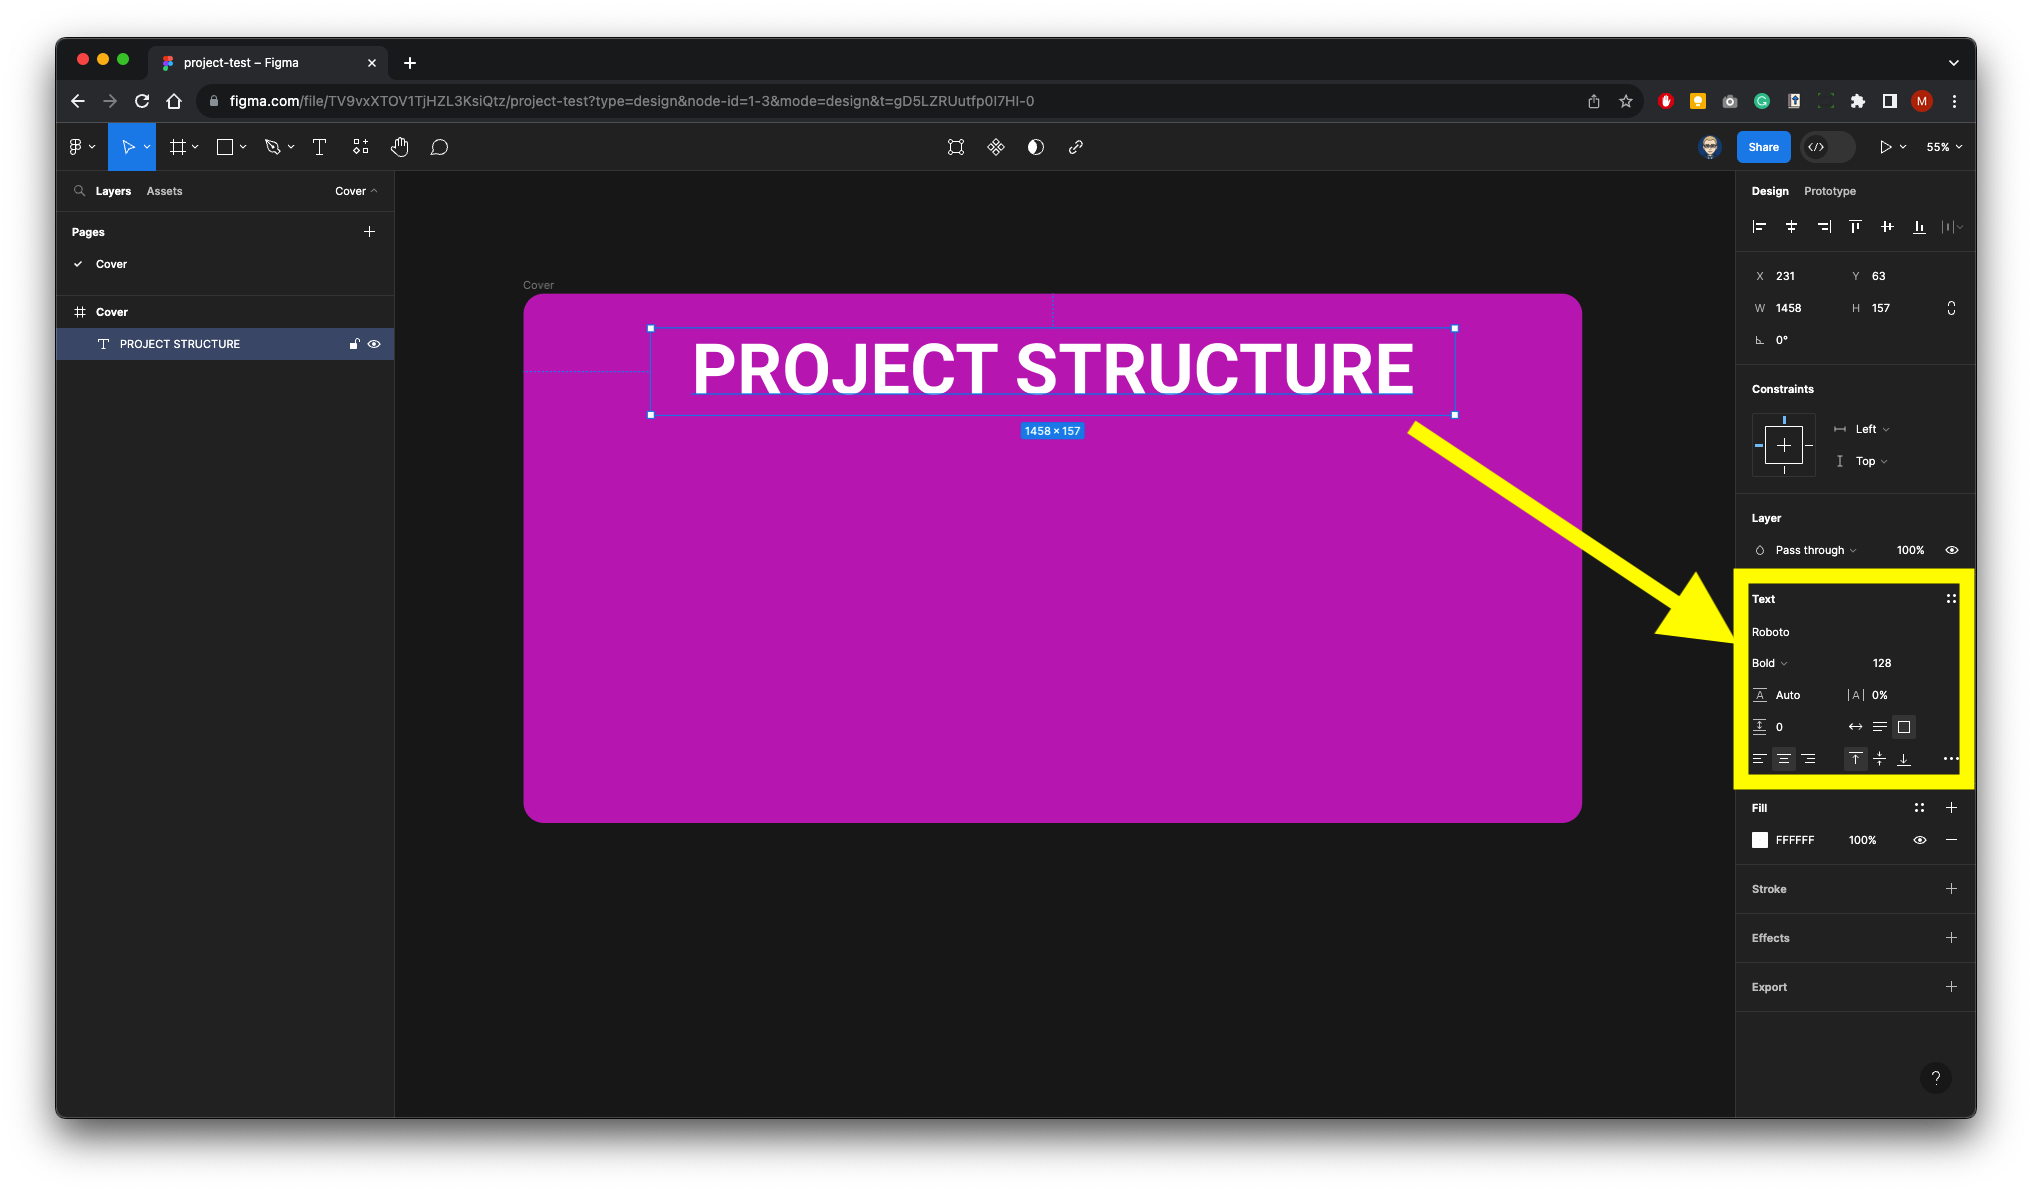 project-test – Figma
figma.com/file/TV9vxXTOV1TjHZL3KsiQtz/project-test?type=design&node-id=1-3&mode=design&t=gD5LZRUutfp0I7HI-0
M
Share
55%
Layers Assets Cover
Design Prototype
Pages
Cover
Cover
PROJECT STRUCTURE
Cover
PROJECT STRUCTURE
1458 × 157
X 231 Y 63
W 1458 H 157
0°
Constraints
Left
Top
Layer
Pass through 100%
Text
Roboto
Bold 128
A Auto |A| 0%
0
Fill
FFFFFF 100%
Stroke
Effects
Export
?